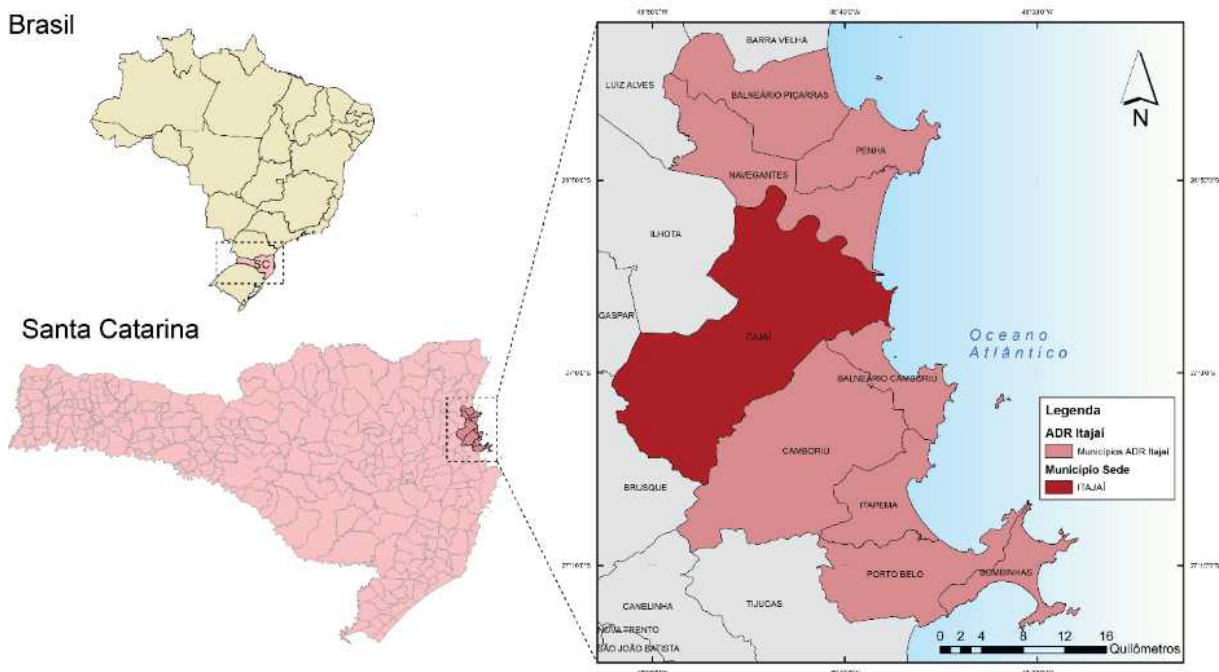 Brasil
SC
Santa Catarina
BARRA VELHA
LUIZ ALVES
BALNEÁRIO PIÇARRAS
N
PENHA
NAVEGANTES
ILHOTA
GASPAR
ITAJAÍ
Oceano
Atlântico
BALNEÁRIO CAMBORIU
Legenda
ADR Itajaí
Municípios ADR Itajaí
Município Sede
ITAJAÍ
CAMBORIU
BRUSQUE
ITAPEMA
PORTO BELO
BOMBINHAS
CANELINHA
TIJUCAS
NOVA TRENTO
SÃO JOÃO BATISTA
0 2 4 8 12 16
Quilômetros